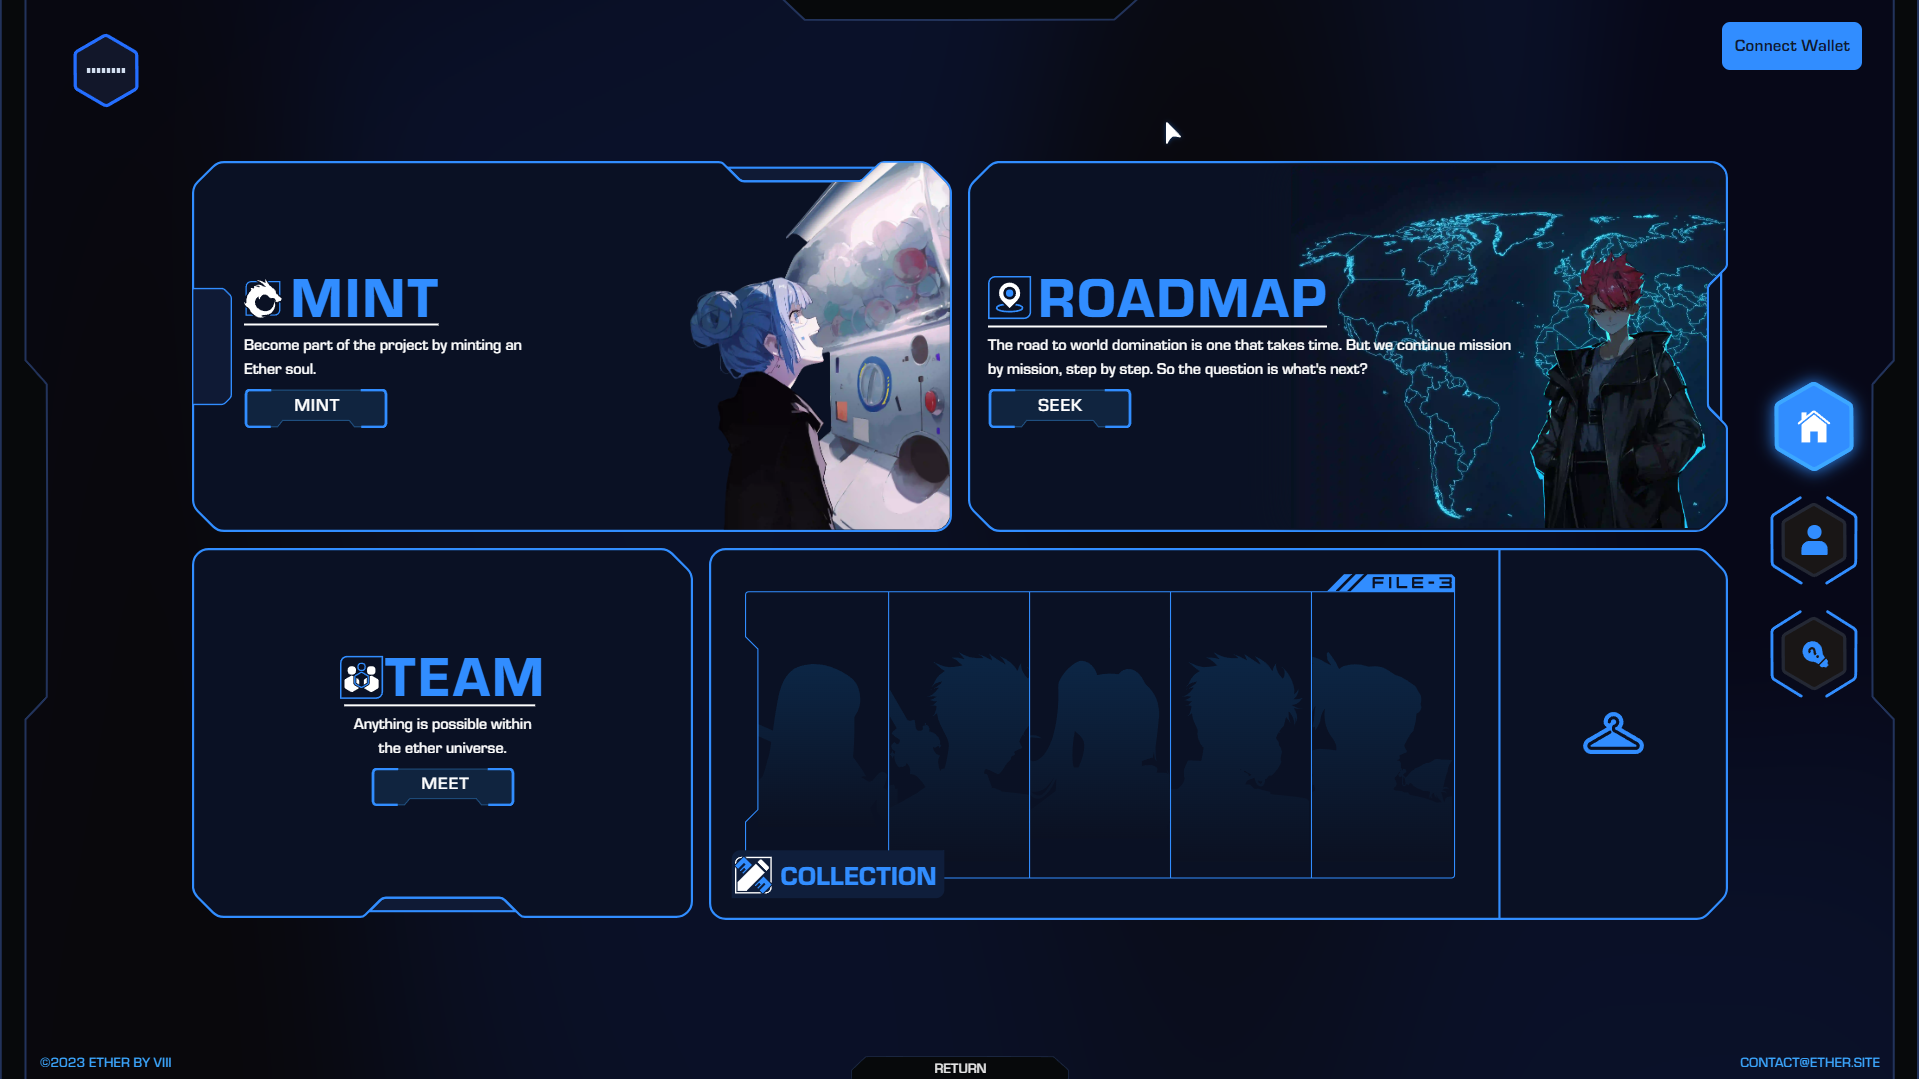 Connect Wallet
MINT
Become part of the project by minting an
Ether soul.
MINT
ROADMAP
The road to world domination is one that takes time. But we continue mission
by mission, step by step. So the question is what's next?
SEEK
TEAM
Anything is possible within
the ether universe.
MEET
FILE-3
COLLECTION
©2023 ETHER BY VIII
RETURN
CONTACT@ETHER.SITE